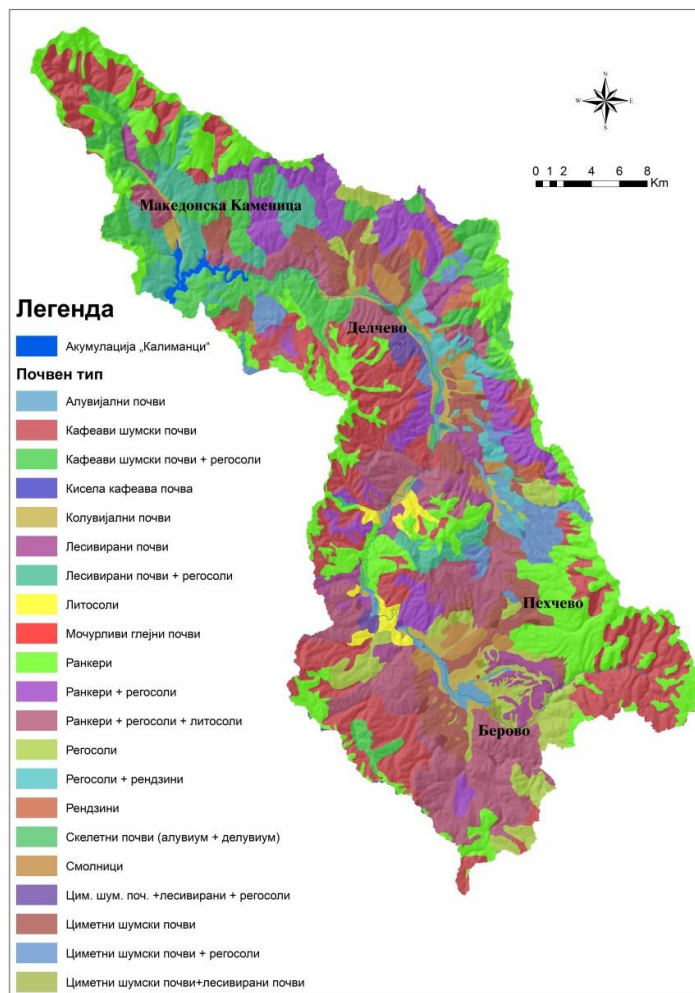 N
W E
S
0 1 2 4 6 8
Km
Македонска Каменица
Делчево
Пехчево
Берово
Легенда
Акумулација „Калиманци“
Почвен тип
Алувијални почви
Кафеави шумски почви
Кафеави шумски почви + регосоли
Кисела кафеава почва
Колувијални почви
Лесивирани почви
Лесивирани почви + регосоли
Литосоли
Мочурливи глејни почви
Ранкери
Ранкери + регосоли
Ранкери + регосоли + литосоли
Регосоли
Регосоли + рендзини
Рендзини
Скелетни почви (алувиум + делувиум)
Смолници
Цим. шум. поч. +лесивирани + регосоли
Циметни шумски почви
Циметни шумски почви + регосоли
Циметни шумски почви+лесивирани почви